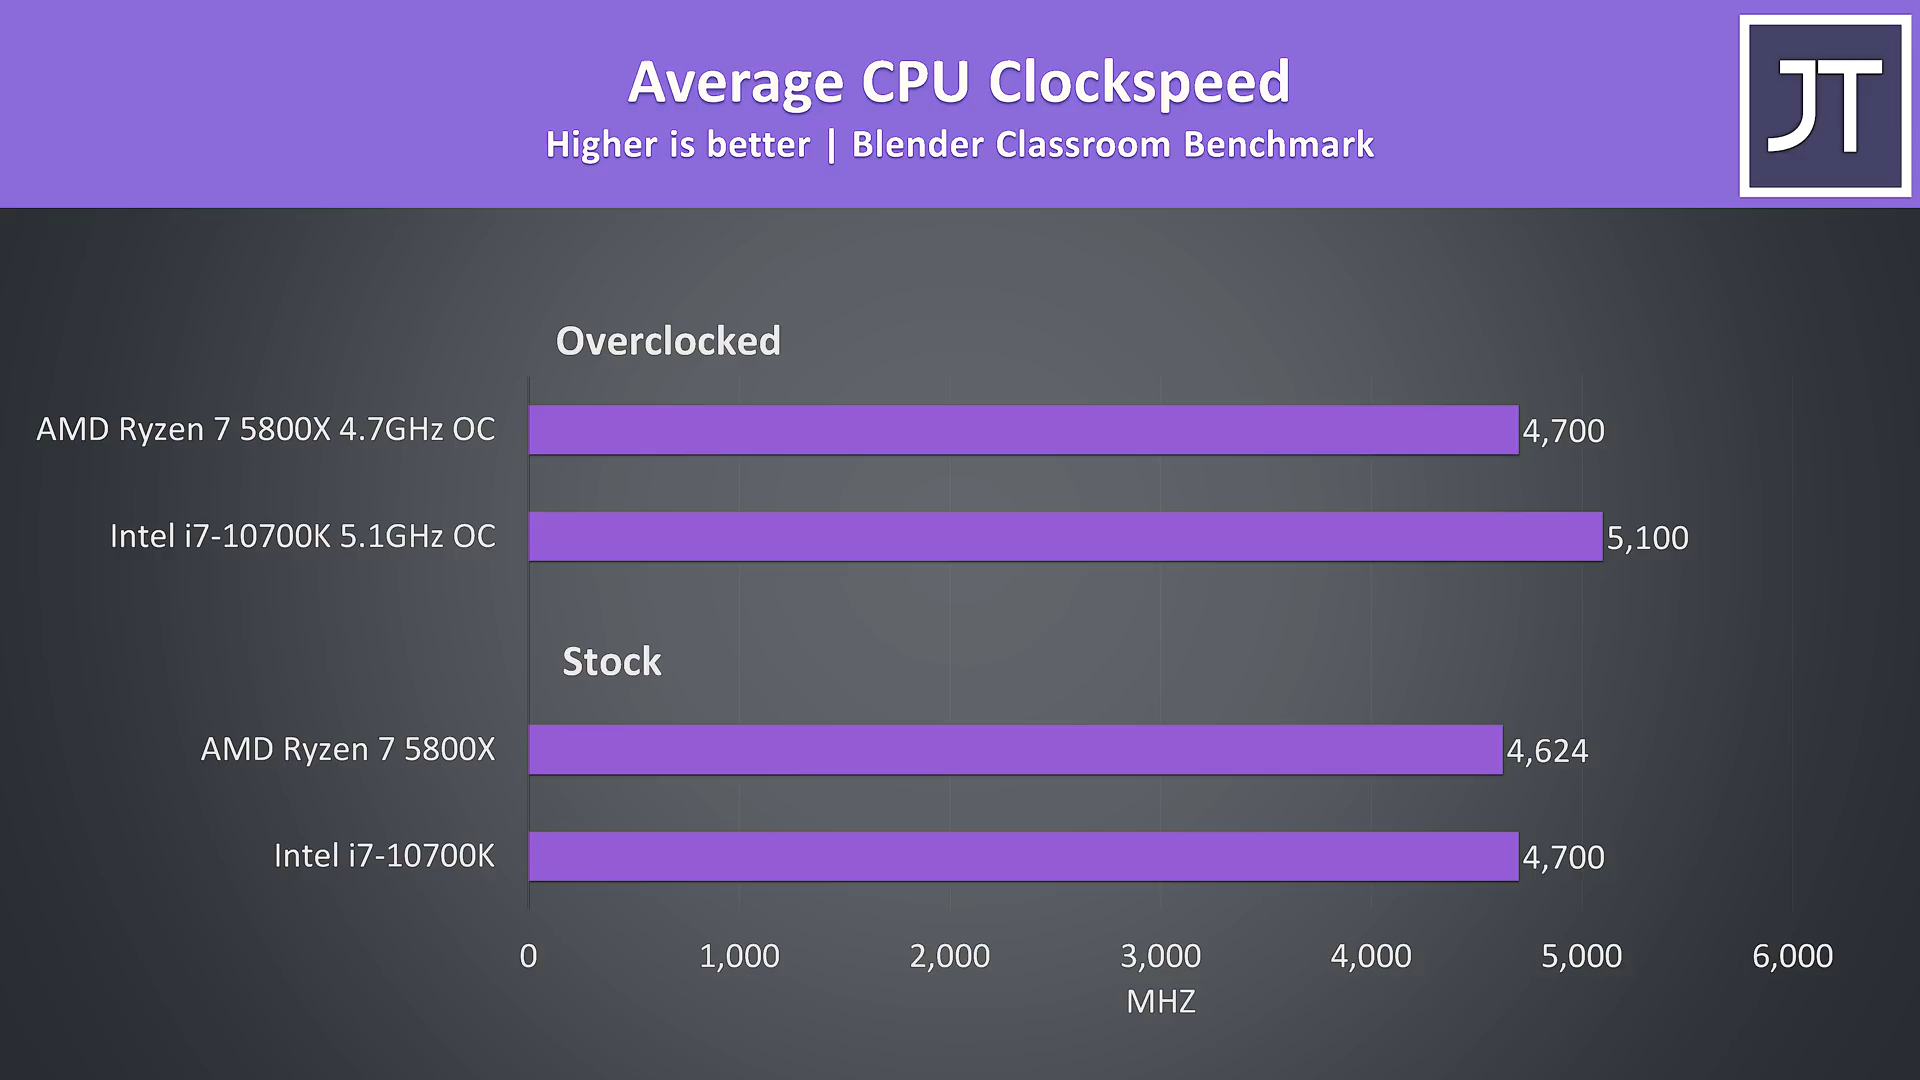 Average CPU Clockspeed
Higher is better | Blender Classroom Benchmark
JT
Overclocked
AMD Ryzen 7 5800X 4.7GHz OC 4,700
Intel i7-10700K 5.1GHz OC 5,100
Stock
AMD Ryzen 7 5800X 4,624
Intel i7-10700K 4,700
0 1,000 2,000 3,000 4,000 5,000 6,000
MHZ